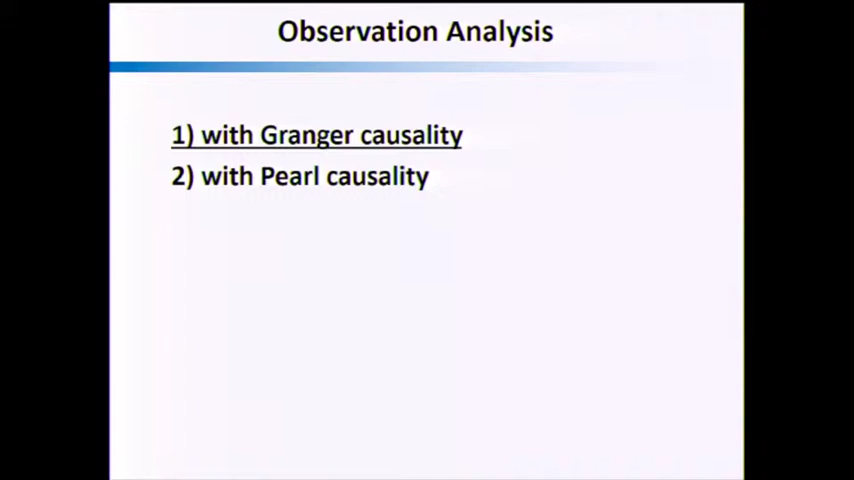 Observation Analysis
1) with Granger causality
2) with Pearl causality